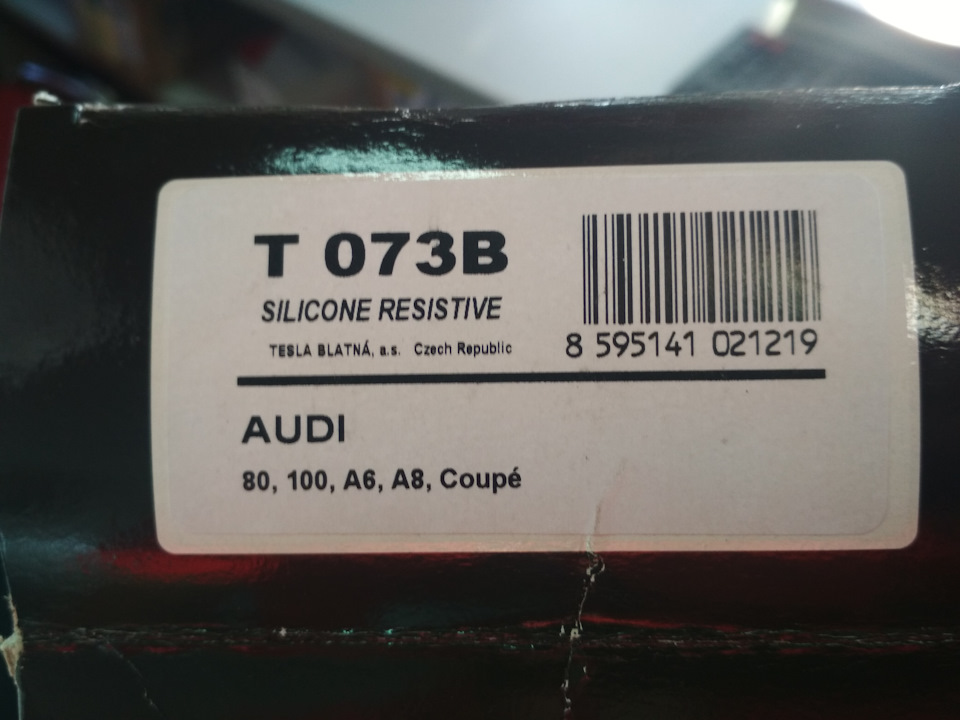 T 073B
SILICONE RESISTIVE
TESLA BLATNÁ, a.s. Czech Republic
8 595141 021219
AUDI
80, 100, A6, A8, Coupé